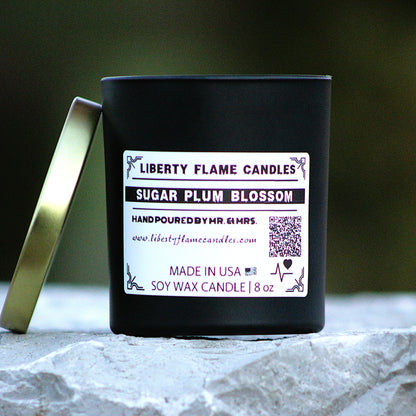 LIBERTY FLAME CANDLES
SUGAR PLUM BLOSSOM
HANDPOURED BY MR. & MRS.
www.libertyflamecandles.com
MADE IN USA
SOY WAX CANDLE | 8 oz